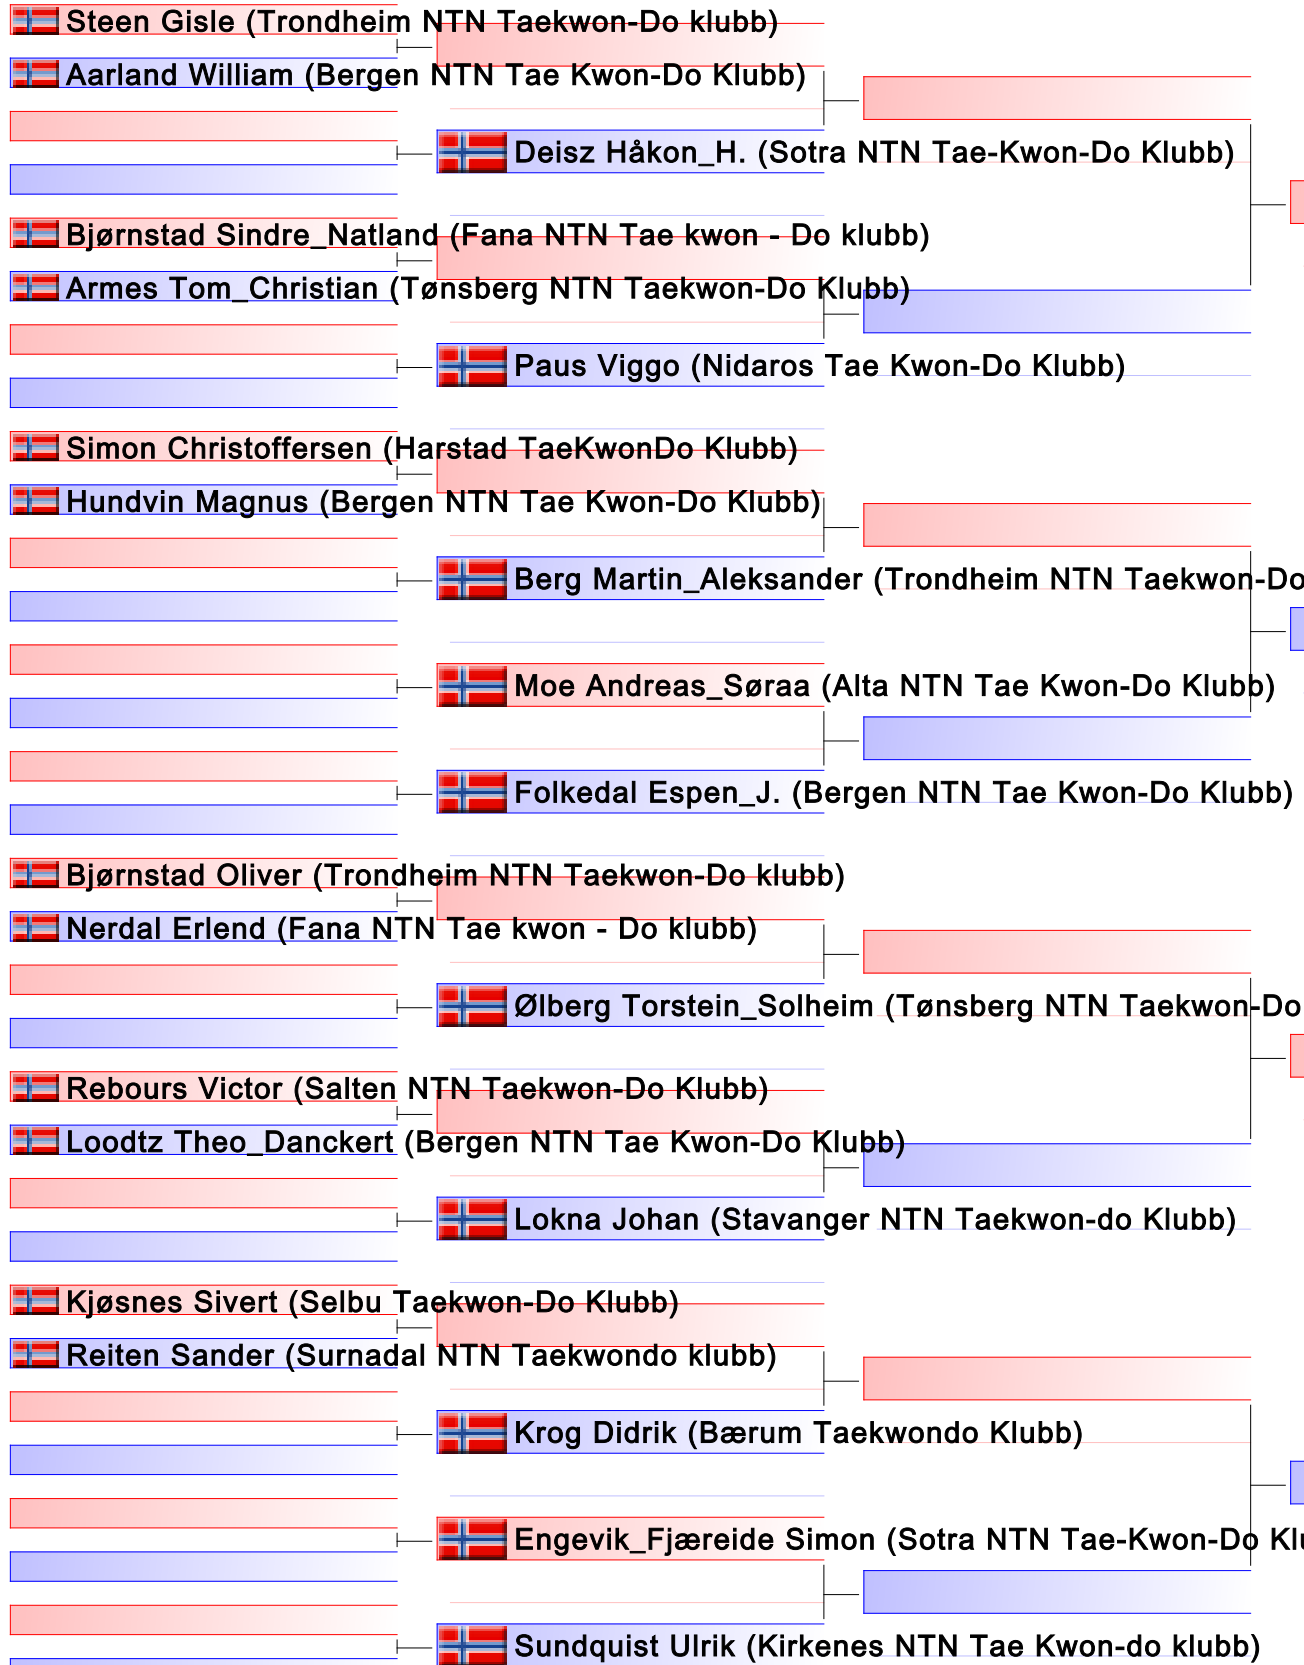 Steen Gisle (Trondheim NTN Taekwon-Do klubb)
Aarland William (Bergen NTN Tae Kwon-Do Klubb)
Deisz Håkon_H. (Sotra NTN Tae-Kwon-Do Klubb)
Bjørnstad Sindre_Natland (Fana NTN Tae kwon - Do klubb)
Armes Tom_Christian (Tønsberg NTN Taekwon-Do Klubb)
Paus Viggo (Nidaros Tae Kwon-Do Klubb)
Simon Christoffersen (Harstad TaeKwonDo Klubb)
Hundvin Magnus (Bergen NTN Tae Kwon-Do Klubb)
Berg Martin_Aleksander (Trondheim NTN Taekwon-Do
Moe Andreas_Søraa (Alta NTN Tae Kwon-Do Klubb)
Folkedal Espen_J. (Bergen NTN Tae Kwon-Do Klubb)
Bjørnstad Oliver (Trondheim NTN Taekwon-Do klubb)
Nerdal Erlend (Fana NTN Tae kwon - Do klubb)
Ølberg Torstein_Solheim (Tønsberg NTN Taekwon-Do
Rebours Victor (Salten NTN Taekwon-Do Klubb)
Loodtz Theo_Danckert (Bergen NTN Tae Kwon-Do Klubb)
Lokna Johan (Stavanger NTN Taekwon-do Klubb)
Kjøsnes Sivert (Selbu Taekwon-Do Klubb)
Reiten Sander (Surnadal NTN Taekwondo klubb)
Krog Didrik (Bærum Taekwondo Klubb)
Engevik_Fjæreide Simon (Sotra NTN Tae-Kwon-Do Klu
Sundquist Ulrik (Kirkenes NTN Tae Kwon-do klubb)